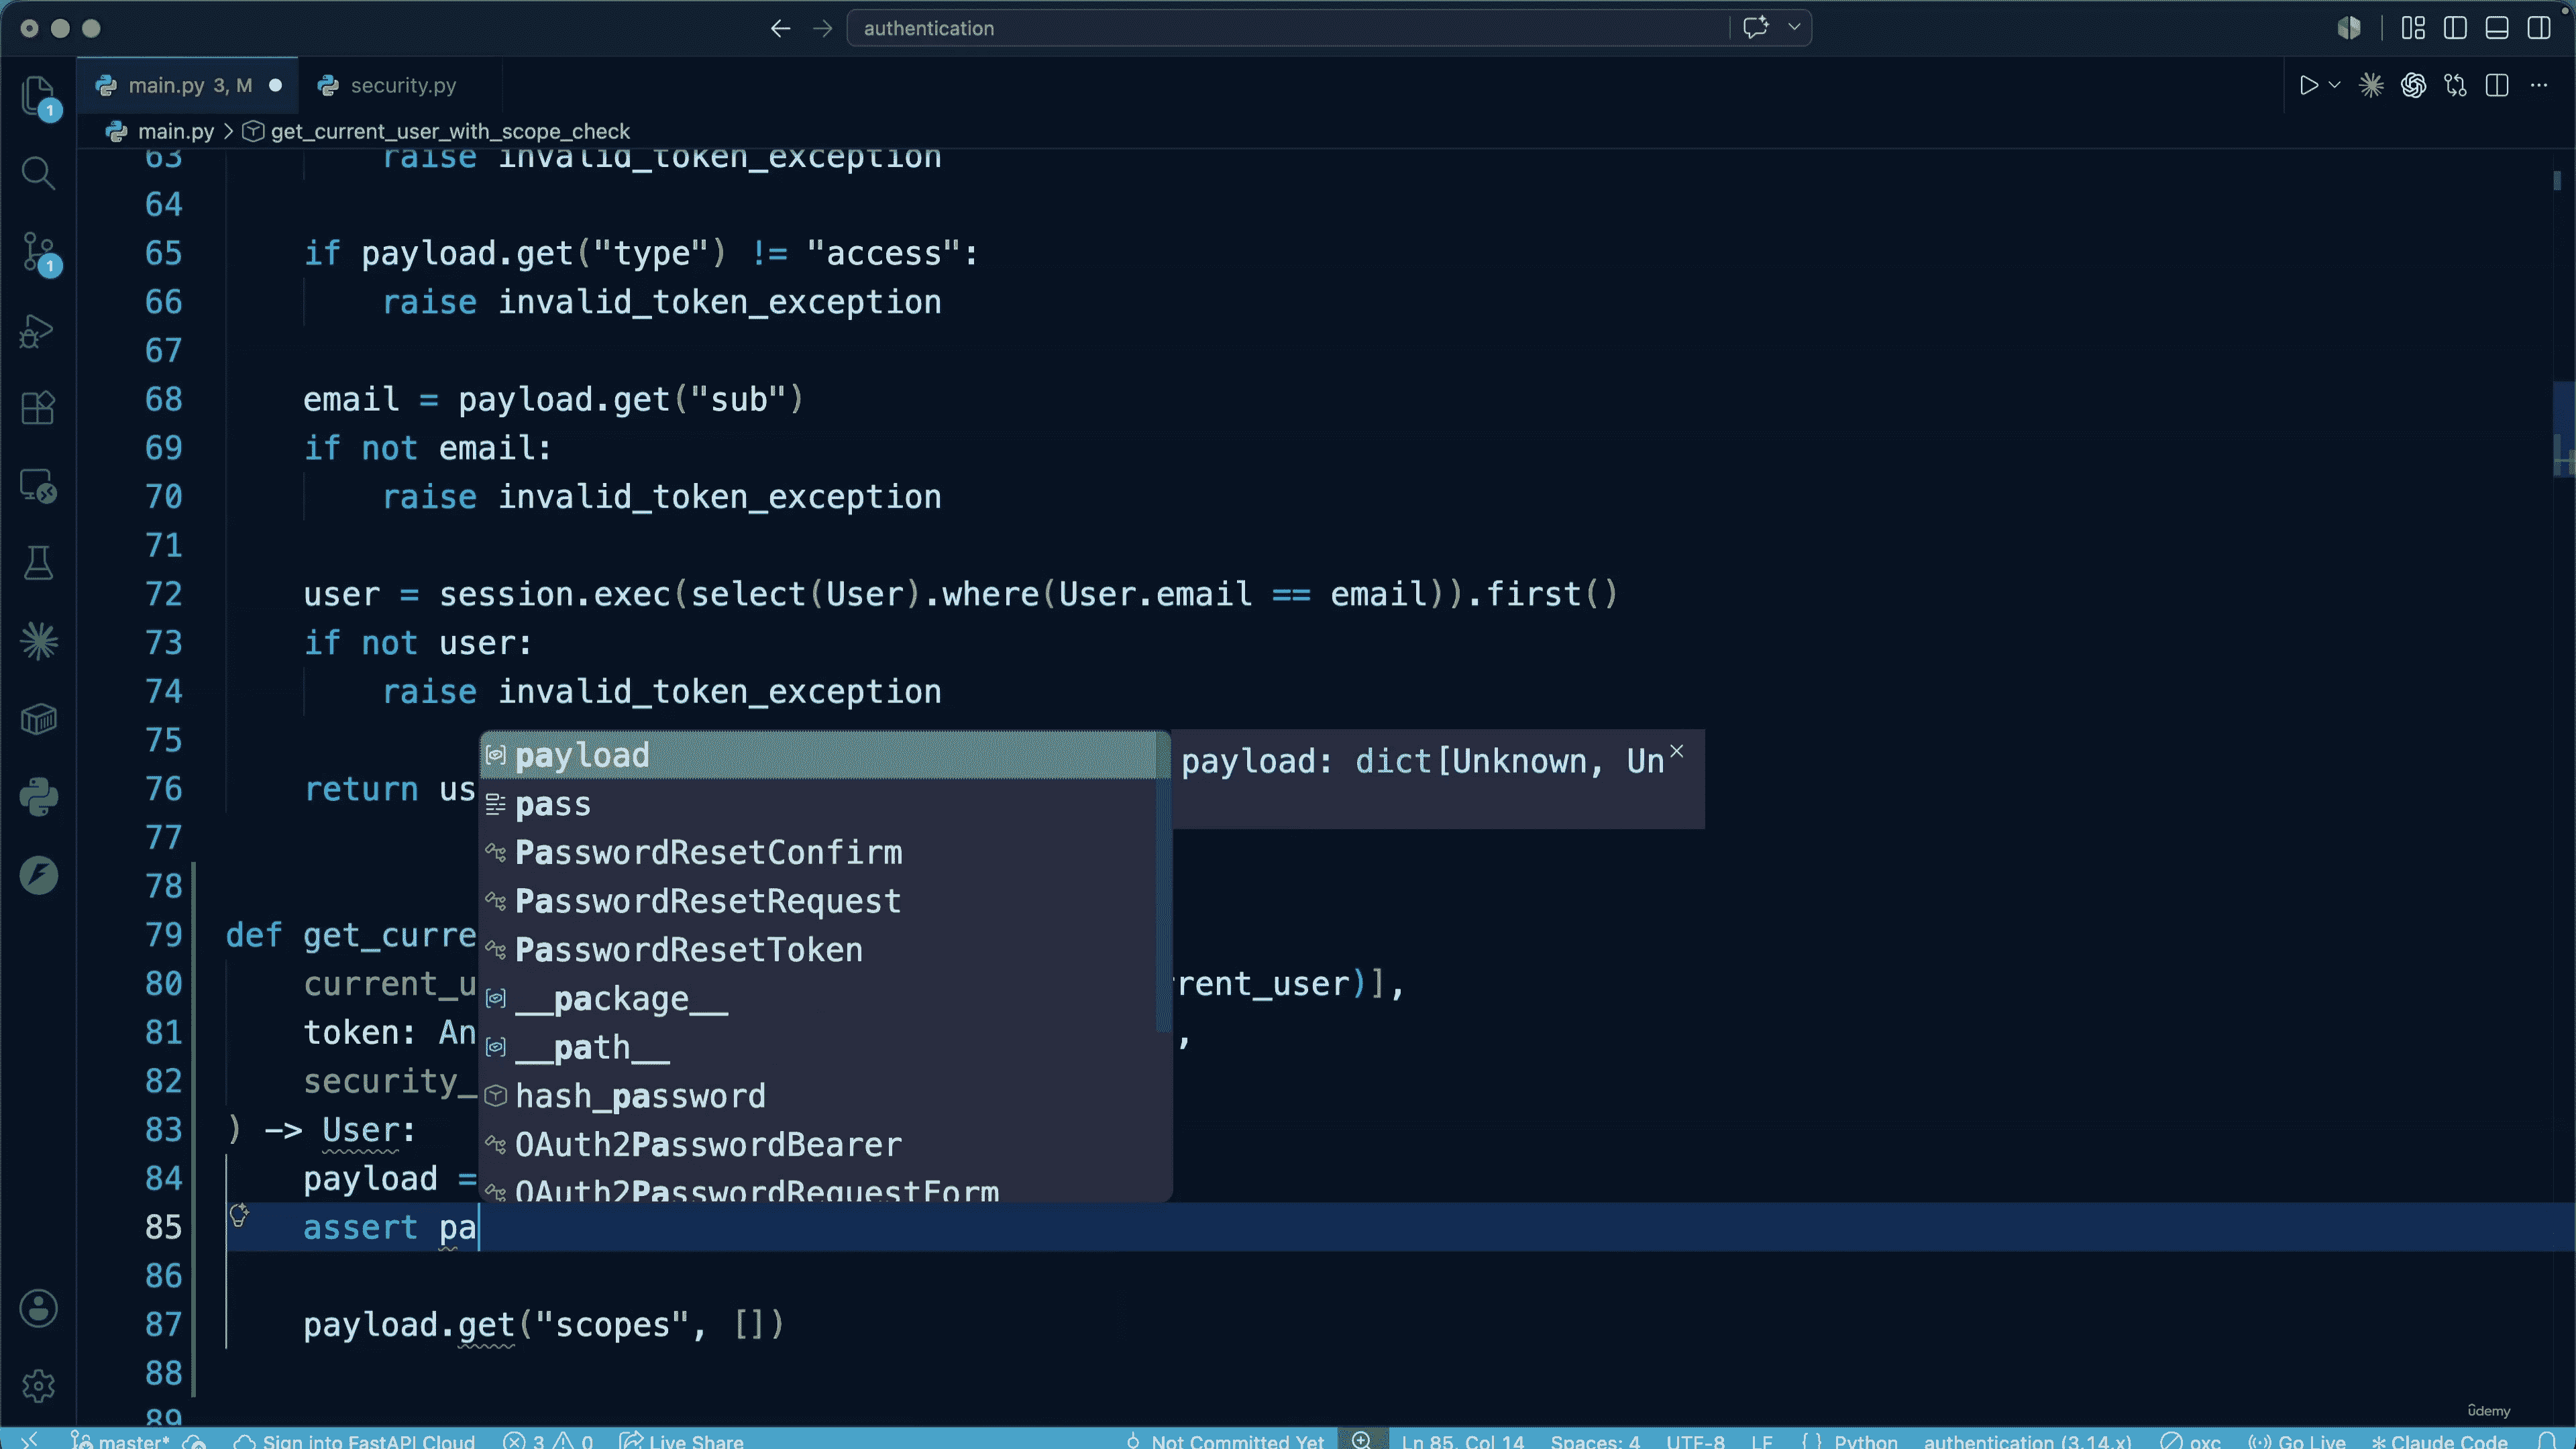 authentication
main.py 3, M
security.py
main.py > get_current_user_with_scope_check
63 raise invalid_token_exception
64
65 if payload.get("type") != "access":
66 raise invalid_token_exception
67
68 email = payload.get("sub")
69 if not email:
70 raise invalid_token_exception
71
72 user = session.exec(select(User).where(User.email == email)).first()
73 if not user:
74 raise invalid_token_exception
75
payload
payload: dict[Unknown, Un
76 return us
pass
77
PasswordResetConfirm
78
PasswordResetRequest
79 def get_curre
PasswordResetToken
80 current_u
rent_user)],
__package__
81 token: An
,
__path__
82 security_
hash_password
83 ) -> User:
OAuth2PasswordBearer
84 payload =
OAuth2PasswordRequestForm
85 assert pa
86
87 payload.get("scopes", [])
88
89
1
1
ûdemy
master* Sign into FastAPI Cloud 3 0 Live Share Not Committed Yet Ln 85, Col 14 Spaces: 4 UTF-8 LF { } Python authentication (3.14.x) oxc Go Live Claude Code